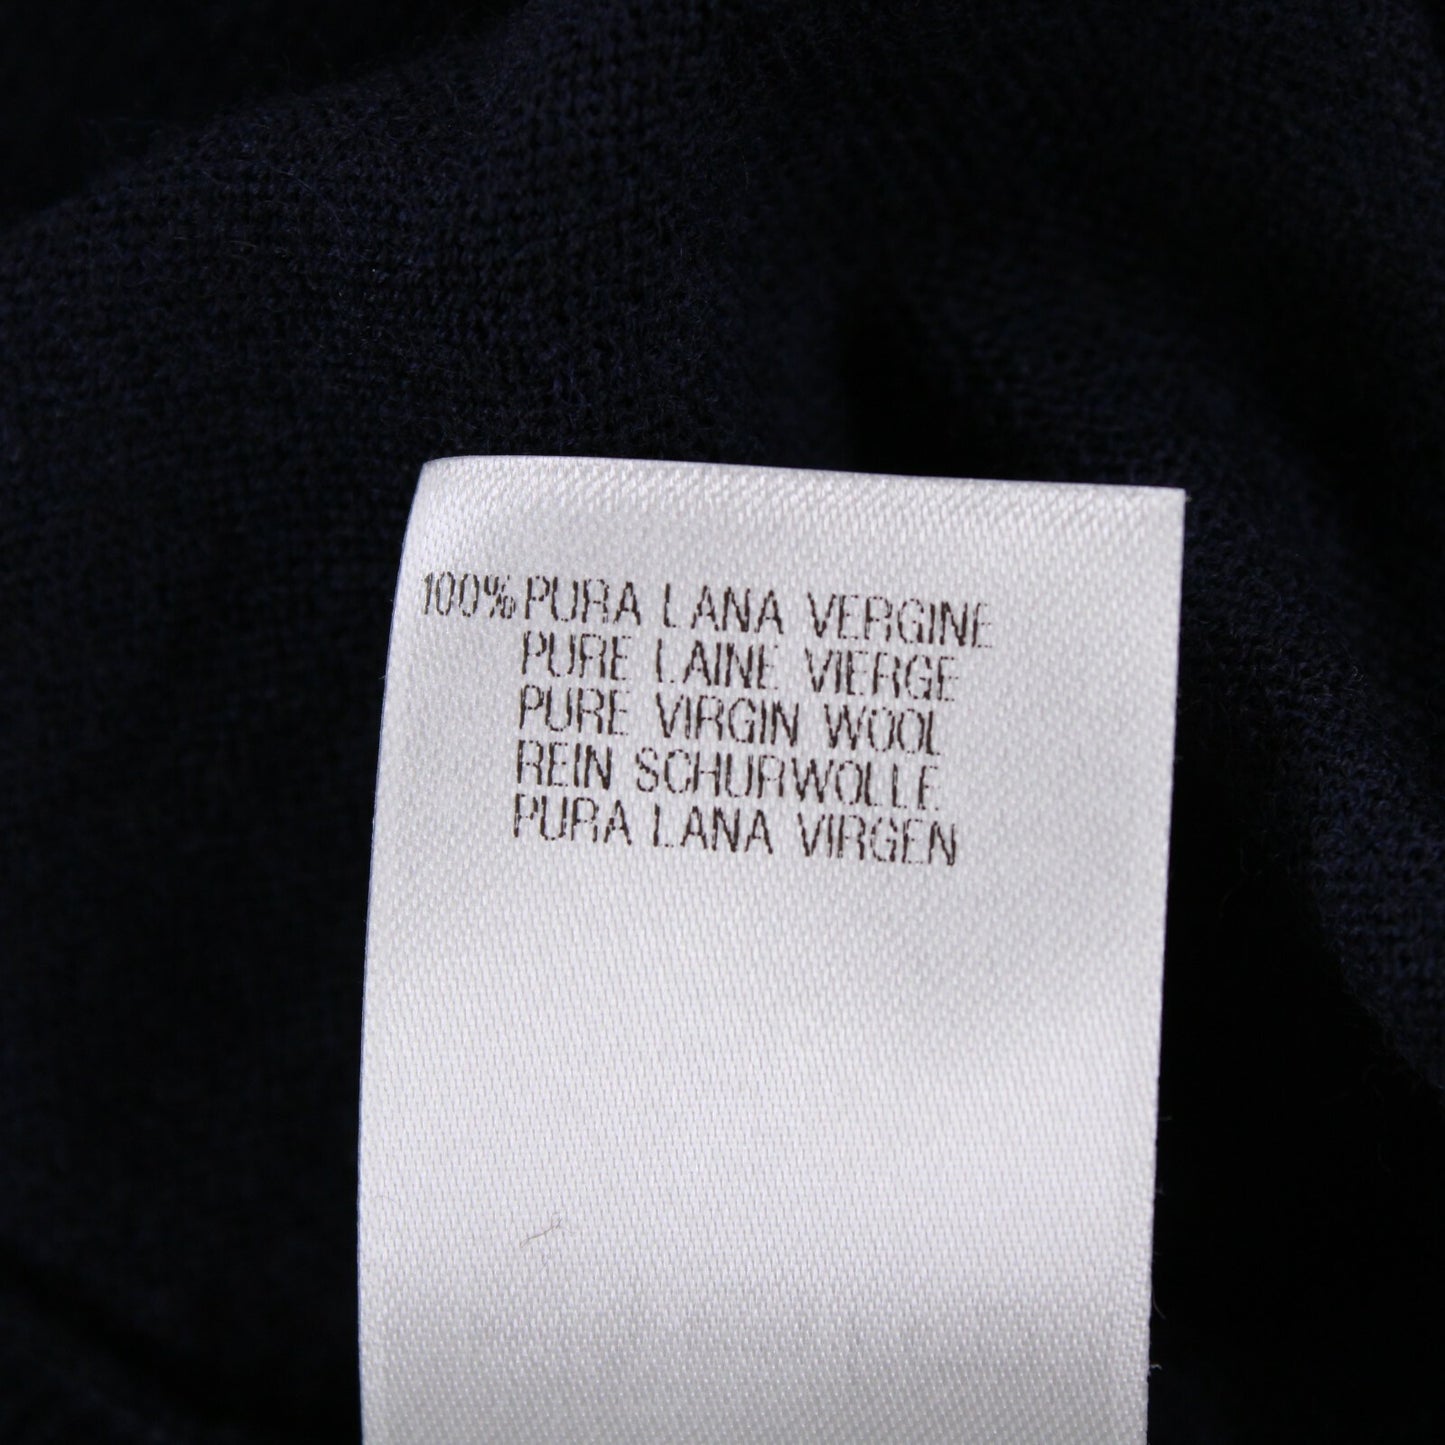 100% PURA LANA VERGINE
PURE LAINE VIERGE
PURE VIRGIN WOOL
REIN SCHURWOLLE
PURA LANA VIRGEN